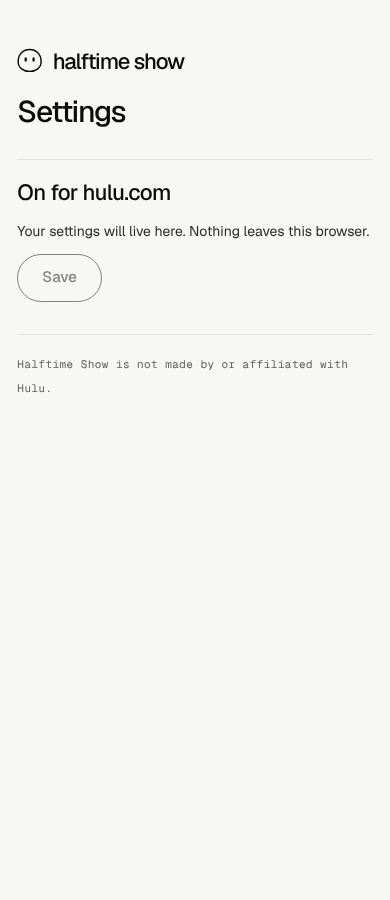 halftime show
Settings
On for hulu.com
Your settings will live here. Nothing leaves this browser.
Save
Halftime Show is not made by or affiliated with
Hulu.